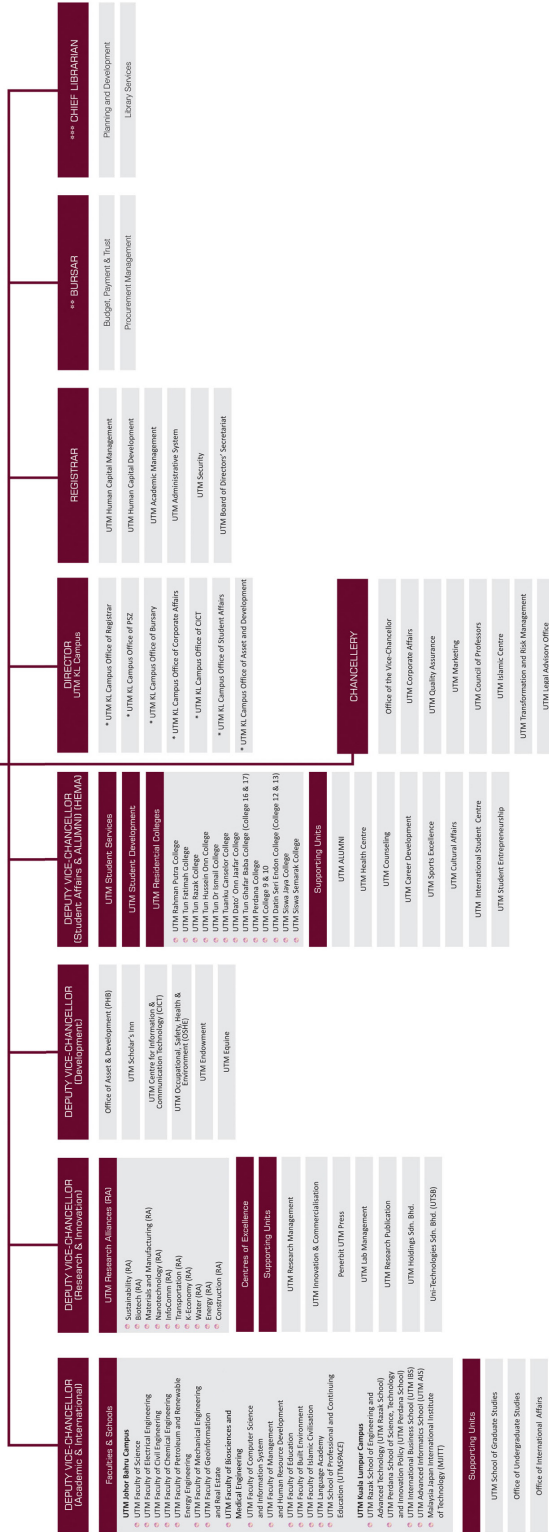 DEPUTY VICE-CHANCELLOR
(Academic & International)
Faculties & Schools
UTM Johor Bahru Campus
UTM Faculty of Science
UTM Faculty of Electrical Engineering
UTM Faculty of Civil Engineering
UTM Faculty of Chemical Engineering
UTM Faculty of Petroleum and Renewable
Energy Engineering
UTM Faculty of Mechanical Engineering
UTM Faculty of Geoinformation
and Real Estate
UTM Faculty of Biosciences and
Medical Engineering
UTM Faculty of Computer Science
and Information System
UTM Faculty of Management
and Human Resource Development
UTM Faculty of Education
UTM Faculty of Built Environment
UTM Faculty of Islamic Civilisation
UTM Language Academy
UTM School of Professional and Continuing
Education (UTMSPACE)
UTM Kuala Lumpur Campus
UTM Razak School of Engineering and
Advanced Technology (UTM Razak School)
UTM Perdana School of Science, Technology
and Innovation Policy (UTM Perdana School)
UTM International Business School (UTM IBS)
UTM Advanced Informatics School (UTM AIS)
Malaysia Japan International Institute
of Technology (MJIIT)
Supporting Units
UTM School of Graduate Studies
Office of Undergraduate Studies
Office of International Affairs
DEPUTY VICE-CHANCELLOR
(Research & Innovation)
UTM Research Alliances (RA)
Sustainability (RA)
Biotech (RA)
Materials and Manufacturing (RA)
Nanotechnology (RA)
InfoComm (RA)
Transportation (RA)
K-Economy (RA)
Water (RA)
Energy (RA)
Construction (RA)
Centres of Excellence
Supporting Units
UTM Research Management
UTM Innovation & Commercialisation
Penerbit UTM Press
UTM Lab Management
UTM Research Publication
UTM Holdings Sdn. Bhd.
Uni-Technologies Sdn. Bhd. (UTSB)
DEPUTY VICE-CHANCELLOR
(Development)
Office of Asset & Development (PHB)
UTM Scholar's Inn
UTM Centre for Information &
Communication Technology (CICT)
UTM Occupational, Safety, Health &
Environment (OSHE)
UTM Endowment
UTM Equine
DEPUTY VICE-CHANCELLOR
(Student Affairs & ALUMNI) (HEMA)
UTM Student Services
UTM Student Development
UTM Residential Colleges
UTM Rahman Putra College
UTM Tun Fatimah College
UTM Tun Razak College
UTM Tun Hussein Onn College
UTM Tun Dr Ismail College
UTM Tuanku Canselor College
UTM Dato' Onn Jaafar College
UTM Tun Ghafar Baba College (College 16 & 17)
UTM Perdana College
UTM College 9 & 10
UTM Datin Seri Endon College (College 12 & 13)
UTM Siswa Jaya College
UTM Siswa Semarak College
Supporting Units
UTM ALUMNI
UTM Health Centre
UTM Counseling
UTM Career Development
UTM Sports Excellence
UTM Cultural Affairs
UTM International Student Centre
UTM Student Entrepreneurship
DIRECTOR
UTM KL Campus
* UTM KL Campus Office of Registrar
* UTM KL Campus Office of PSZ
* UTM KL Campus Office of Bursary
* UTM KL Campus Office of Corporate Affairs
* UTM KL Campus Office of CICT
* UTM KL Campus Office of Student Affairs
* UTM KL Campus Office of Asset and Development
CHANCELLERY
Office of the Vice-Chancellor
UTM Corporate Affairs
UTM Quality Assurance
UTM Marketing
UTM Council of Professors
UTM Islamic Centre
UTM Transformation and Risk Management
UTM Legal Advisory Office
REGISTRAR
UTM Human Capital Management
UTM Human Capital Development
UTM Academic Management
UTM Administrative System
UTM Security
UTM Board of Directors' Secretariat
** BURSAR
Budget, Payment & Trust
Procurement Management
*** CHIEF LIBRARIAN
Planning and Development
Library Services